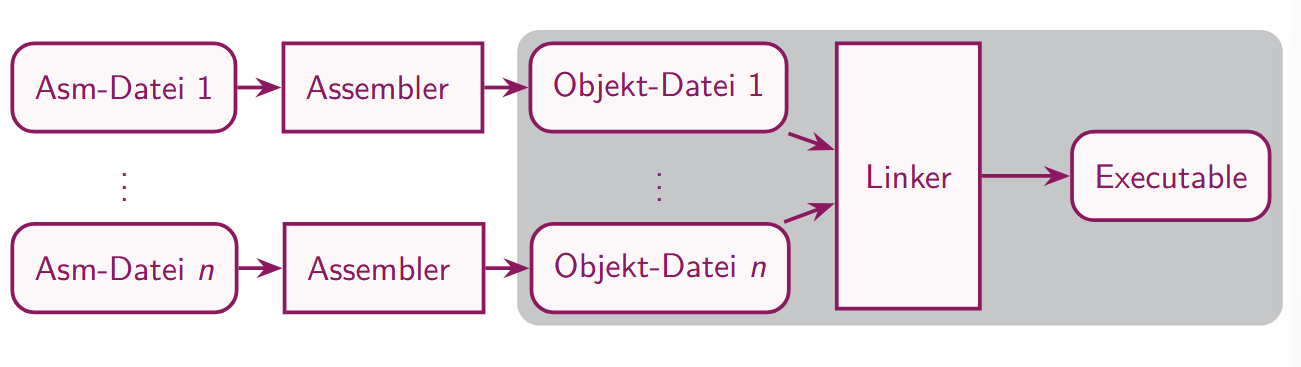 Asm-Datei 1
Assembler
Objekt-Datei 1
⋮
⋮
Linker
Executable
Asm-Datei n
Assembler
Objekt-Datei n